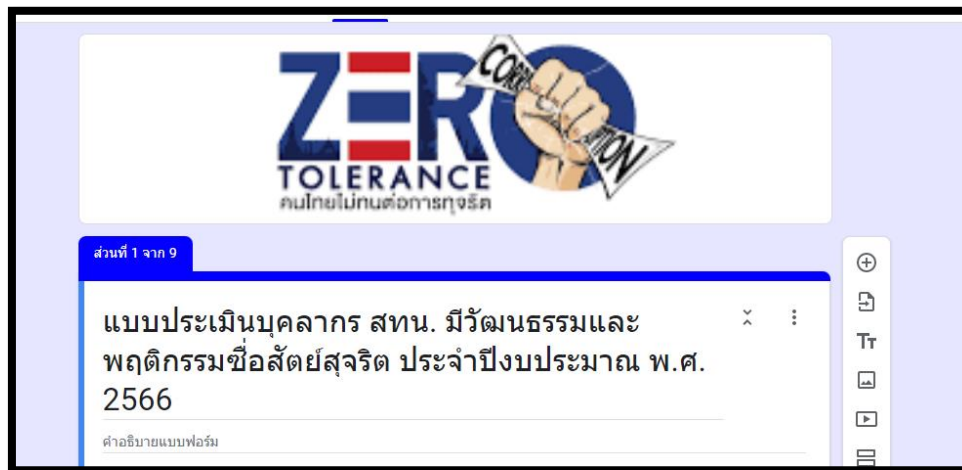 ZERO
CORRUPTION
TOLERANCE
คนไทยไม่ทนต่อการทุจริต
ส่วนที่ 1 จาก 9
แบบประเมินบุคลากร สทน. มีวัฒนธรรมและ
พฤติกรรมซื่อสัตย์สุจริต ประจำปีงบประมาณ พ.ศ.
2566
คำอธิบายแบบฟอร์ม
Tт